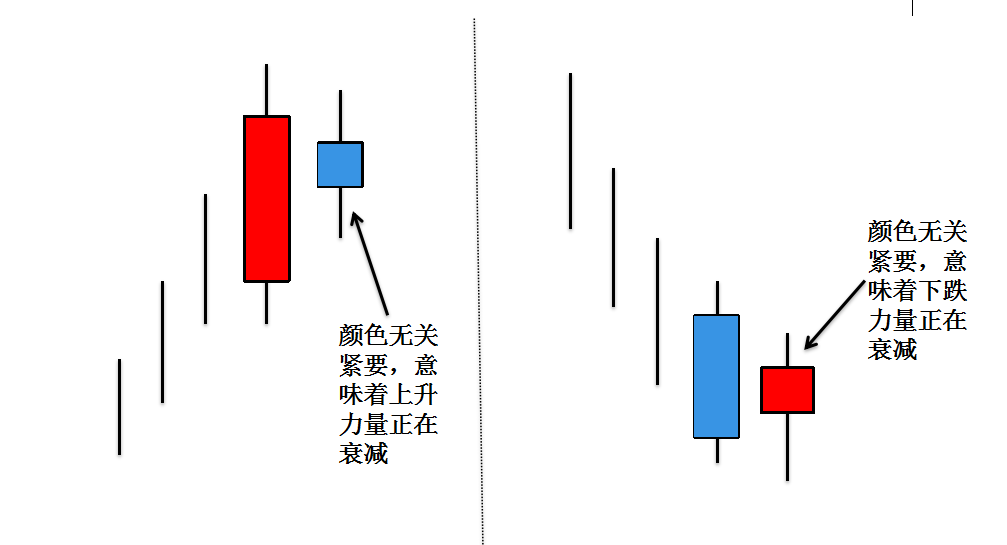 颜色无关
紧要，意
味着上升
力量正在
衰减
颜色无关
紧要，意
味着下跌
力量正在
衰减